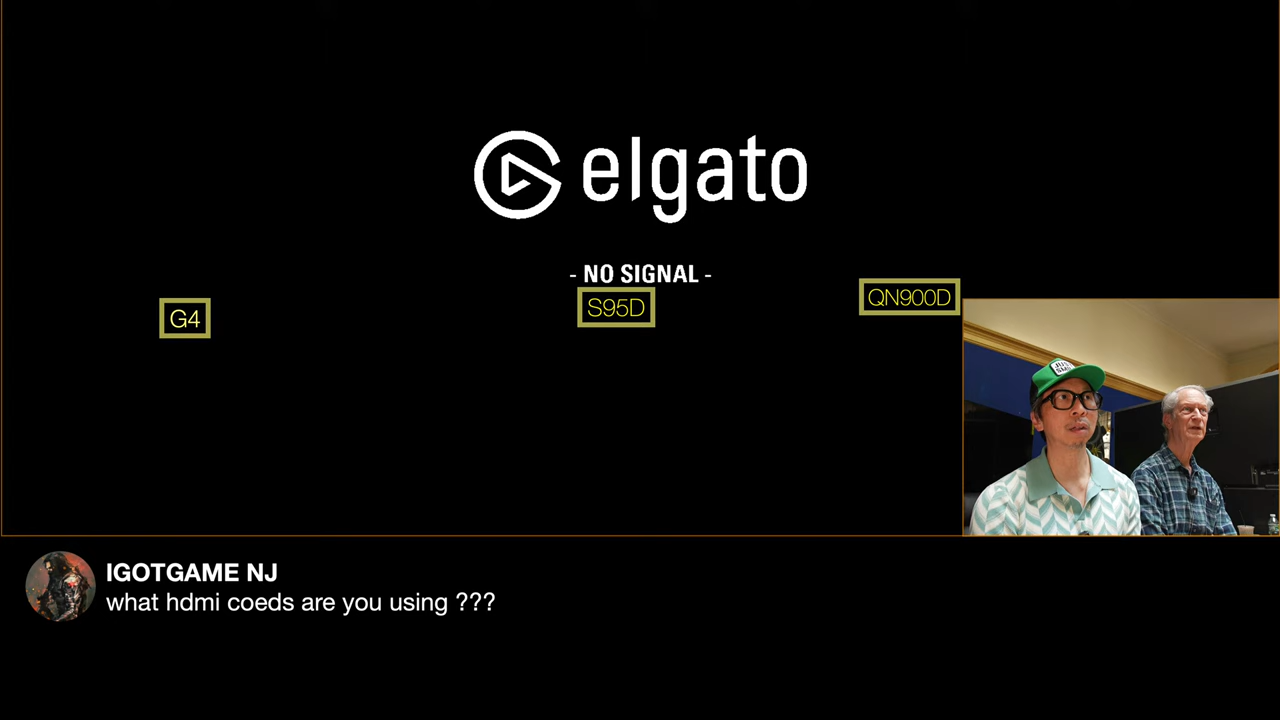 elgato
- NO SIGNAL -
G4
S95D
QN900D
IGOTGAME NJ
what hdmi coeds are you using ???